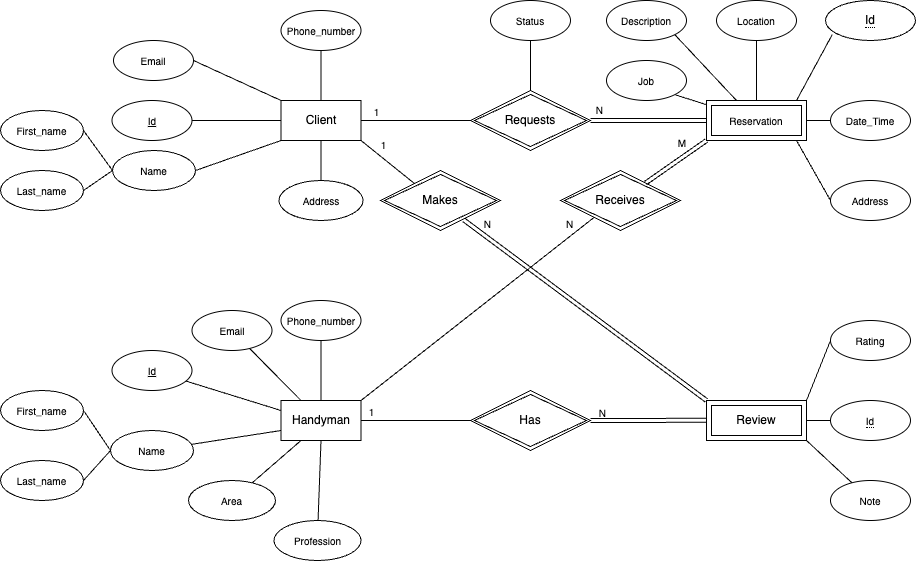 Status
Description
Location
Id
Phone_number
Email
Job
Client
1
Requests
N
Reservation
Date_Time
Id
First_name
Name
Last_name
Address
1
M
Makes
Receives
Address
N
N
Phone_number
Email
Id
Rating
First_name
Handyman
1
Has
N
Review
Id
Name
Last_name
Area
Note
Profession